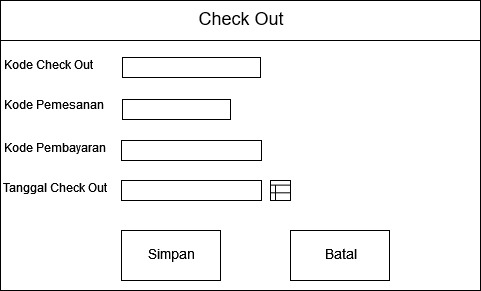 Check Out
Kode Check Out
Kode Pemesanan
Kode Pembayaran
Tanggal Check Out
Simpan
Batal